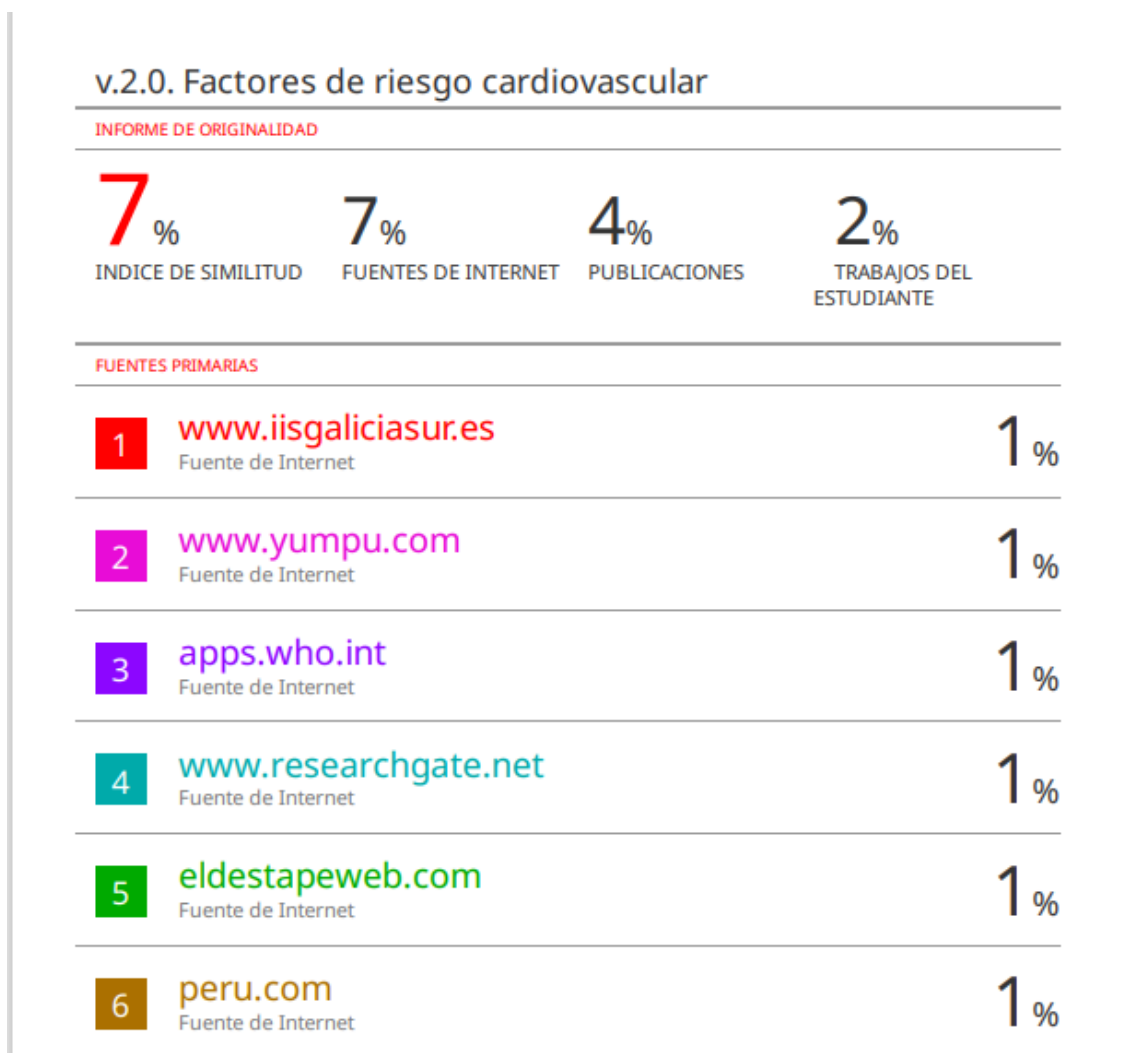 v.2.0. Factores de riesgo cardiovascular
INFORME DE ORIGINALIDAD
7% 7% 4% 2%
INDICE DE SIMILITUD FUENTES DE INTERNET PUBLICACIONES TRABAJOS DEL
ESTUDIANTE
FUENTES PRIMARIAS
1 www.iisgaliciasur.es 1%
Fuente de Internet
2 www.yumpu.com 1%
Fuente de Internet
3 apps.who.int 1%
Fuente de Internet
4 www.researchgate.net 1%
Fuente de Internet
5 eldestapeweb.com 1%
Fuente de Internet
6 peru.com 1%
Fuente de Internet